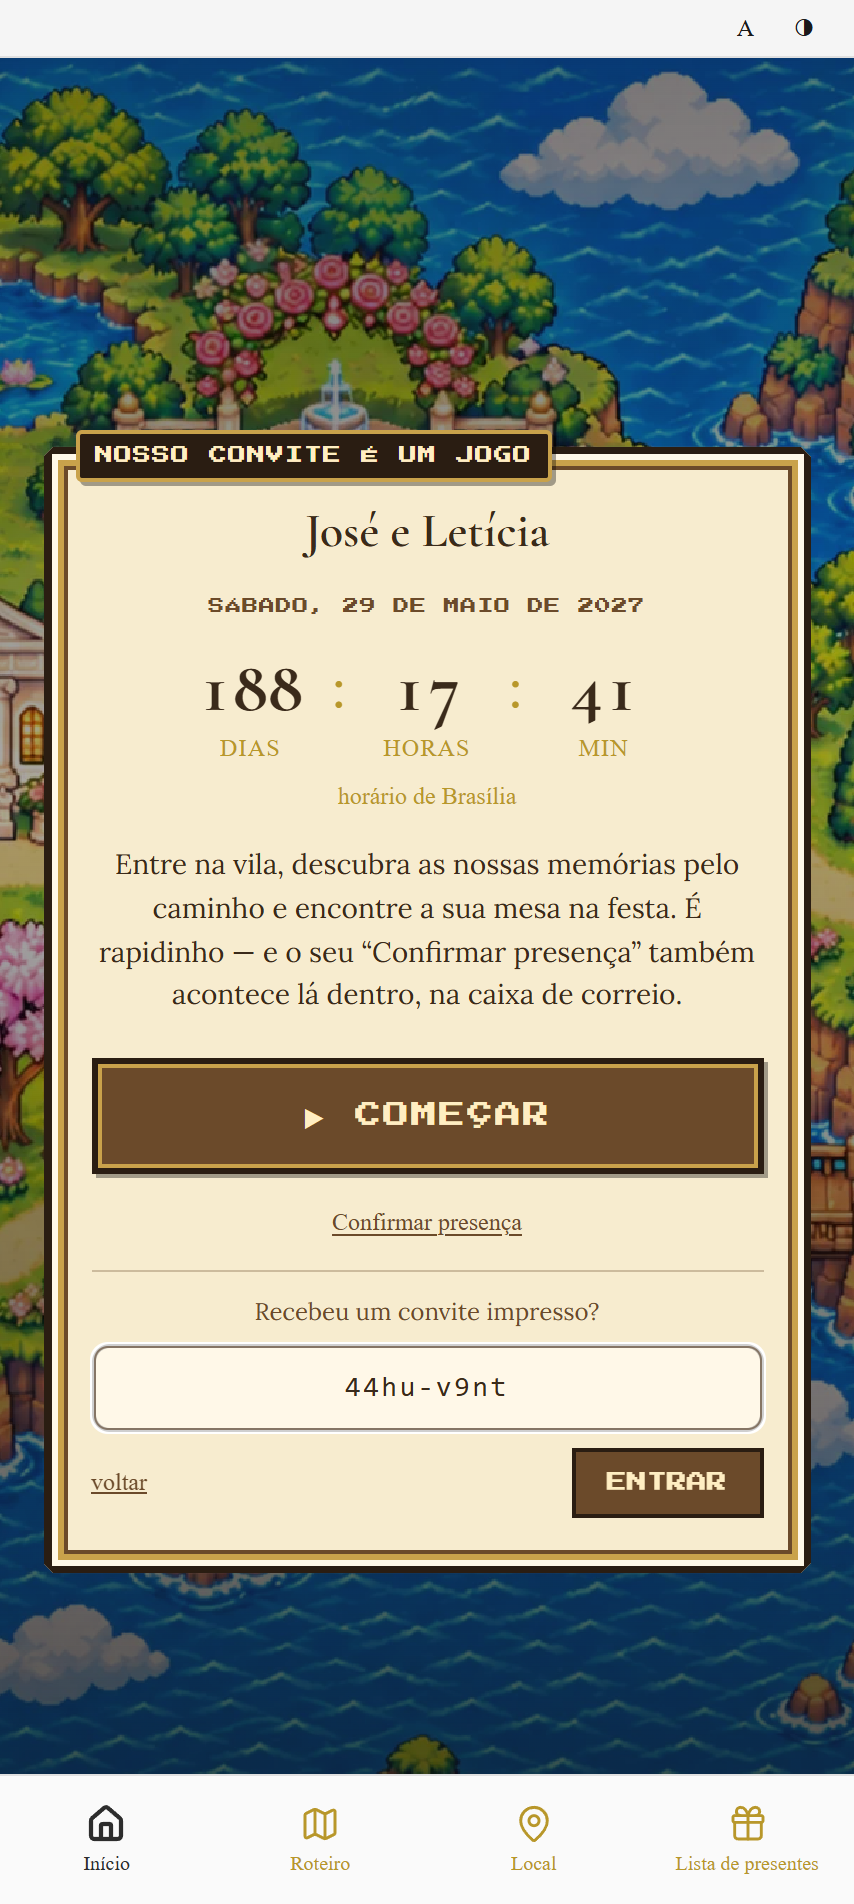 A
NOSSO CONVITE É UM JOGO
José e Letícia
SÁBADO, 29 DE MAIO DE 2027
188 : 17 : 41
DIAS HORAS MIN
horário de Brasília
Entre na vila, descubra as nossas memórias pelo
caminho e encontre a sua mesa na festa. É
rapidinho — e o seu “Confirmar presença” também
acontece lá dentro, na caixa de correio.
▶ COMEÇAR
Confirmar presença
Recebeu um convite impresso?
44hu-v9nt
voltar ENTRAR
Início Roteiro Local Lista de presentes